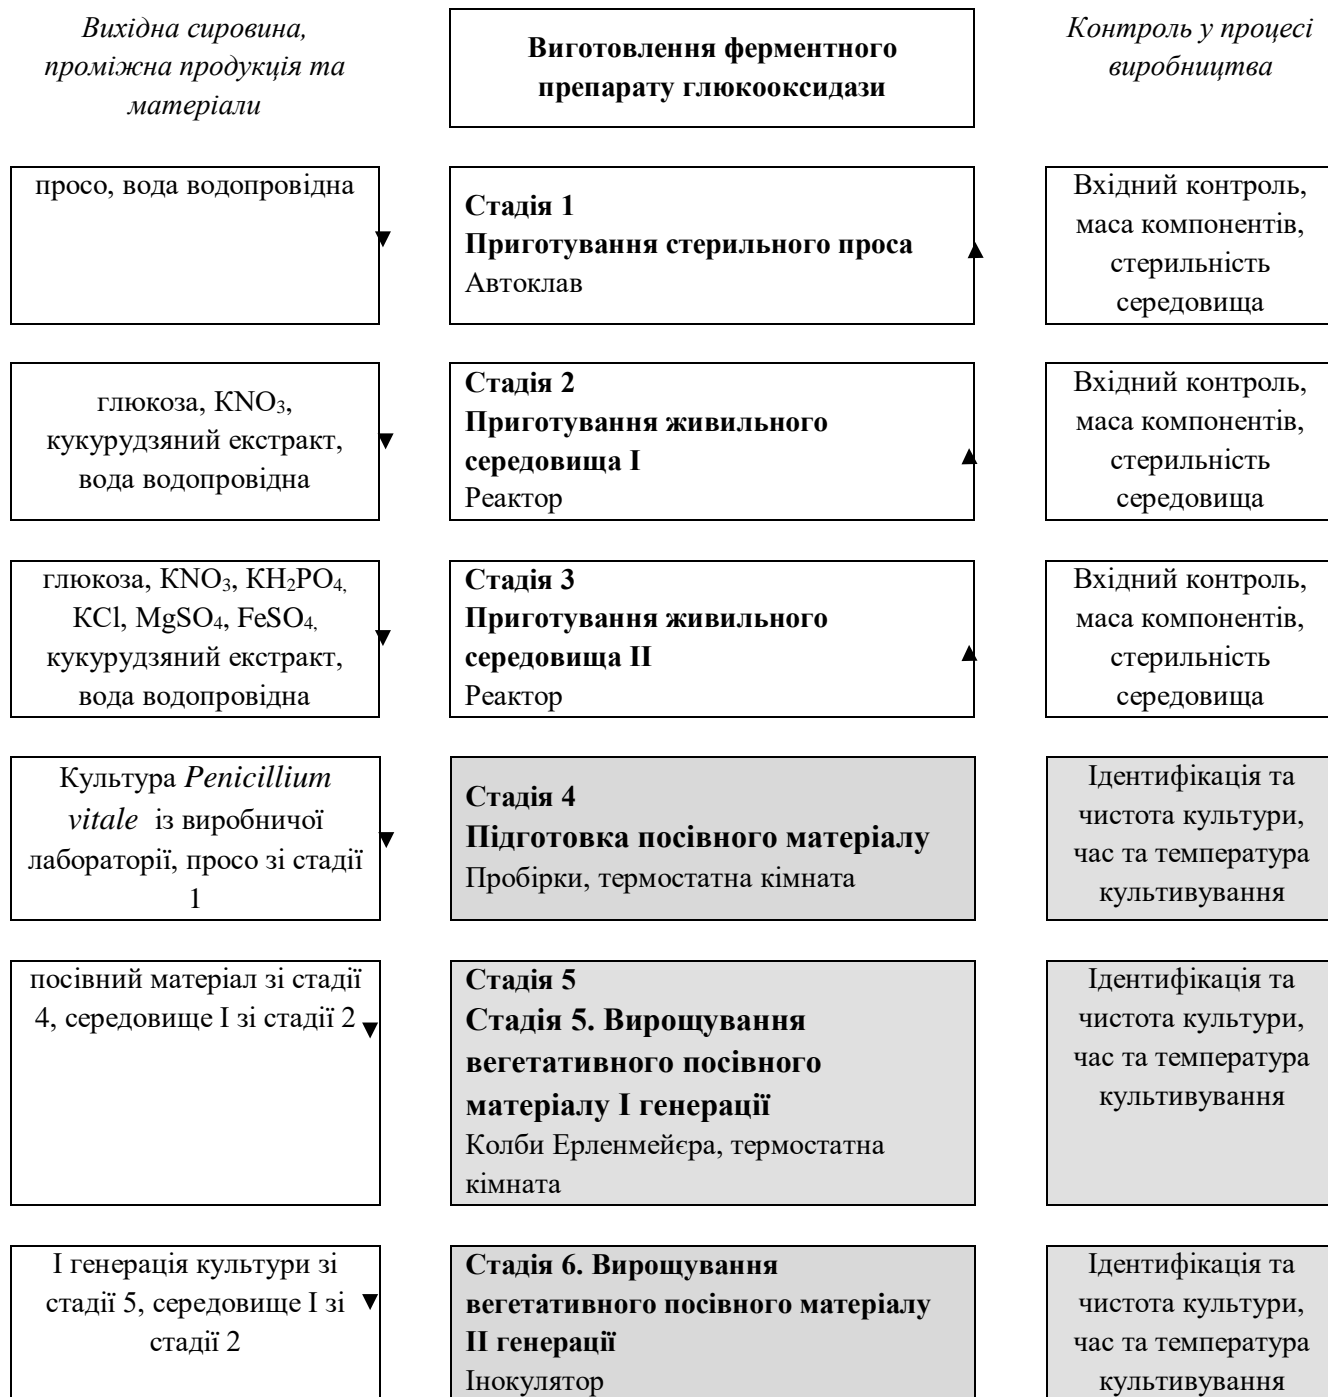 Вихідна сировина,
проміжна продукція та
матеріали
Виготовлення ферментного
препарату глюкооксидази
Контроль у процесі
виробництва
просо, вода водопровідна
Стадія 1
Приготування стерильного проса
Автоклав
Вхідний контроль,
маса компонентів,
стерильність
середовища
глюкоза, KNO₃,
кукурудзяний екстракт,
вода водопровідна
Стадія 2
Приготування живильного
середовища І
Реактор
Вхідний контроль,
маса компонентів,
стерильність
середовища
глюкоза, KNO₃, KH₂PO₄,
KCl, MgSO₄, FeSO₄,
кукурудзяний екстракт,
вода водопровідна
Стадія 3
Приготування живильного
середовища ІІ
Реактор
Вхідний контроль,
маса компонентів,
стерильність
середовища
Культура Penicillium
vitale із виробничої
лабораторії, просо зі стадії
1
Стадія 4
Підготовка посівного матеріалу
Пробірки, термостатна кімната
Ідентифікація та
чистота культури,
час та температура
культивування
посівний матеріал зі стадії
4, середовище І зі стадії 2
Стадія 5
Стадія 5. Вирощування
вегетативного посівного
матеріалу І генерації
Колби Ерленмейєра, термостатна
кімната
Ідентифікація та
чистота культури,
час та температура
культивування
І генерація культури зі
стадії 5, середовище І зі
стадії 2
Стадія 6. Вирощування
вегетативного посівного матеріалу
ІІ генерації
Інокулятор
Ідентифікація та
чистота культури,
час та температура
культивування